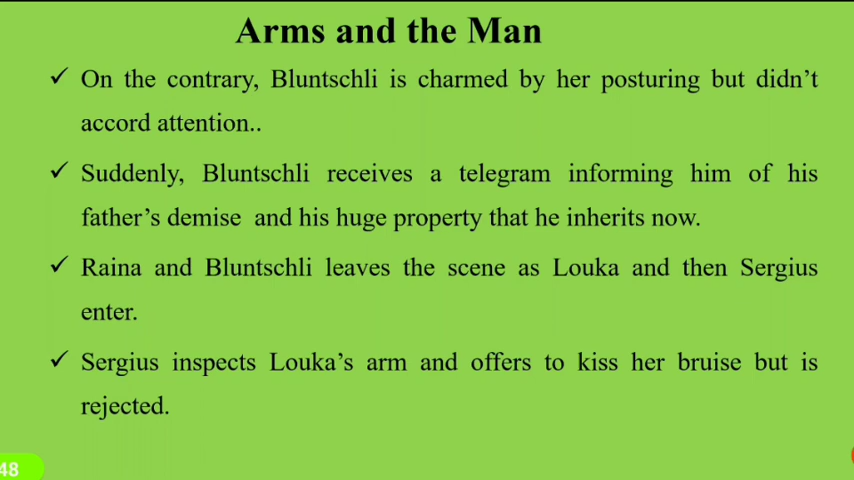 Arms and the Man
✓ On the contrary, Bluntschli is charmed by her posturing but didn’t
accord attention..
✓ Suddenly, Bluntschli receives a telegram informing him of his
father’s demise and his huge property that he inherits now.
✓ Raina and Bluntschli leaves the scene as Louka and then Sergius
enter.
✓ Sergius inspects Louka’s arm and offers to kiss her bruise but is
rejected.
48